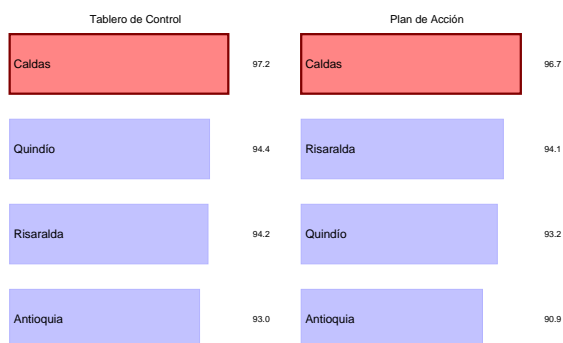 Tablero de Control
Caldas 97.2
Quindío 94.4
Risaralda 94.2
Antioquia 93.0
Plan de Acción
Caldas 96.7
Risaralda 94.1
Quindío 93.2
Antioquia 90.9